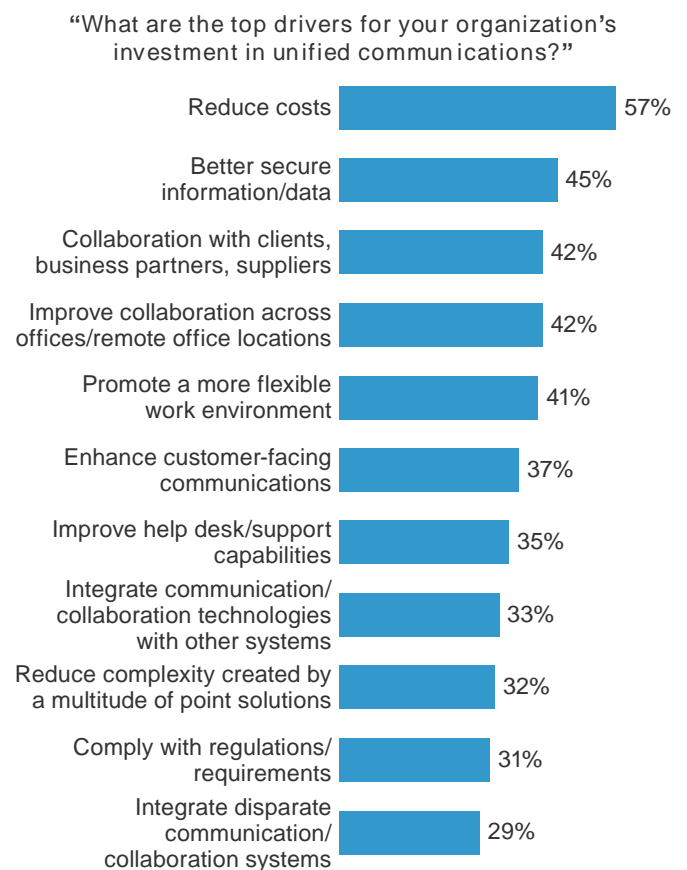 “What are the top drivers for your organization’s
investment in unified communications?”
Reduce costs
57%
Better secure
information/data
45%
Collaboration with clients,
business partners, suppliers
42%
Improve collaboration across
offices/remote office locations
42%
Promote a more flexible
work environment
41%
Enhance customer-facing
communications
37%
Improve help desk/support
capabilities
35%
Integrate communication/
collaboration technologies
with other systems
33%
Reduce complexity created by
a multitude of point solutions
32%
Comply with regulations/
requirements
31%
Integrate disparate
communication/
collaboration systems
29%